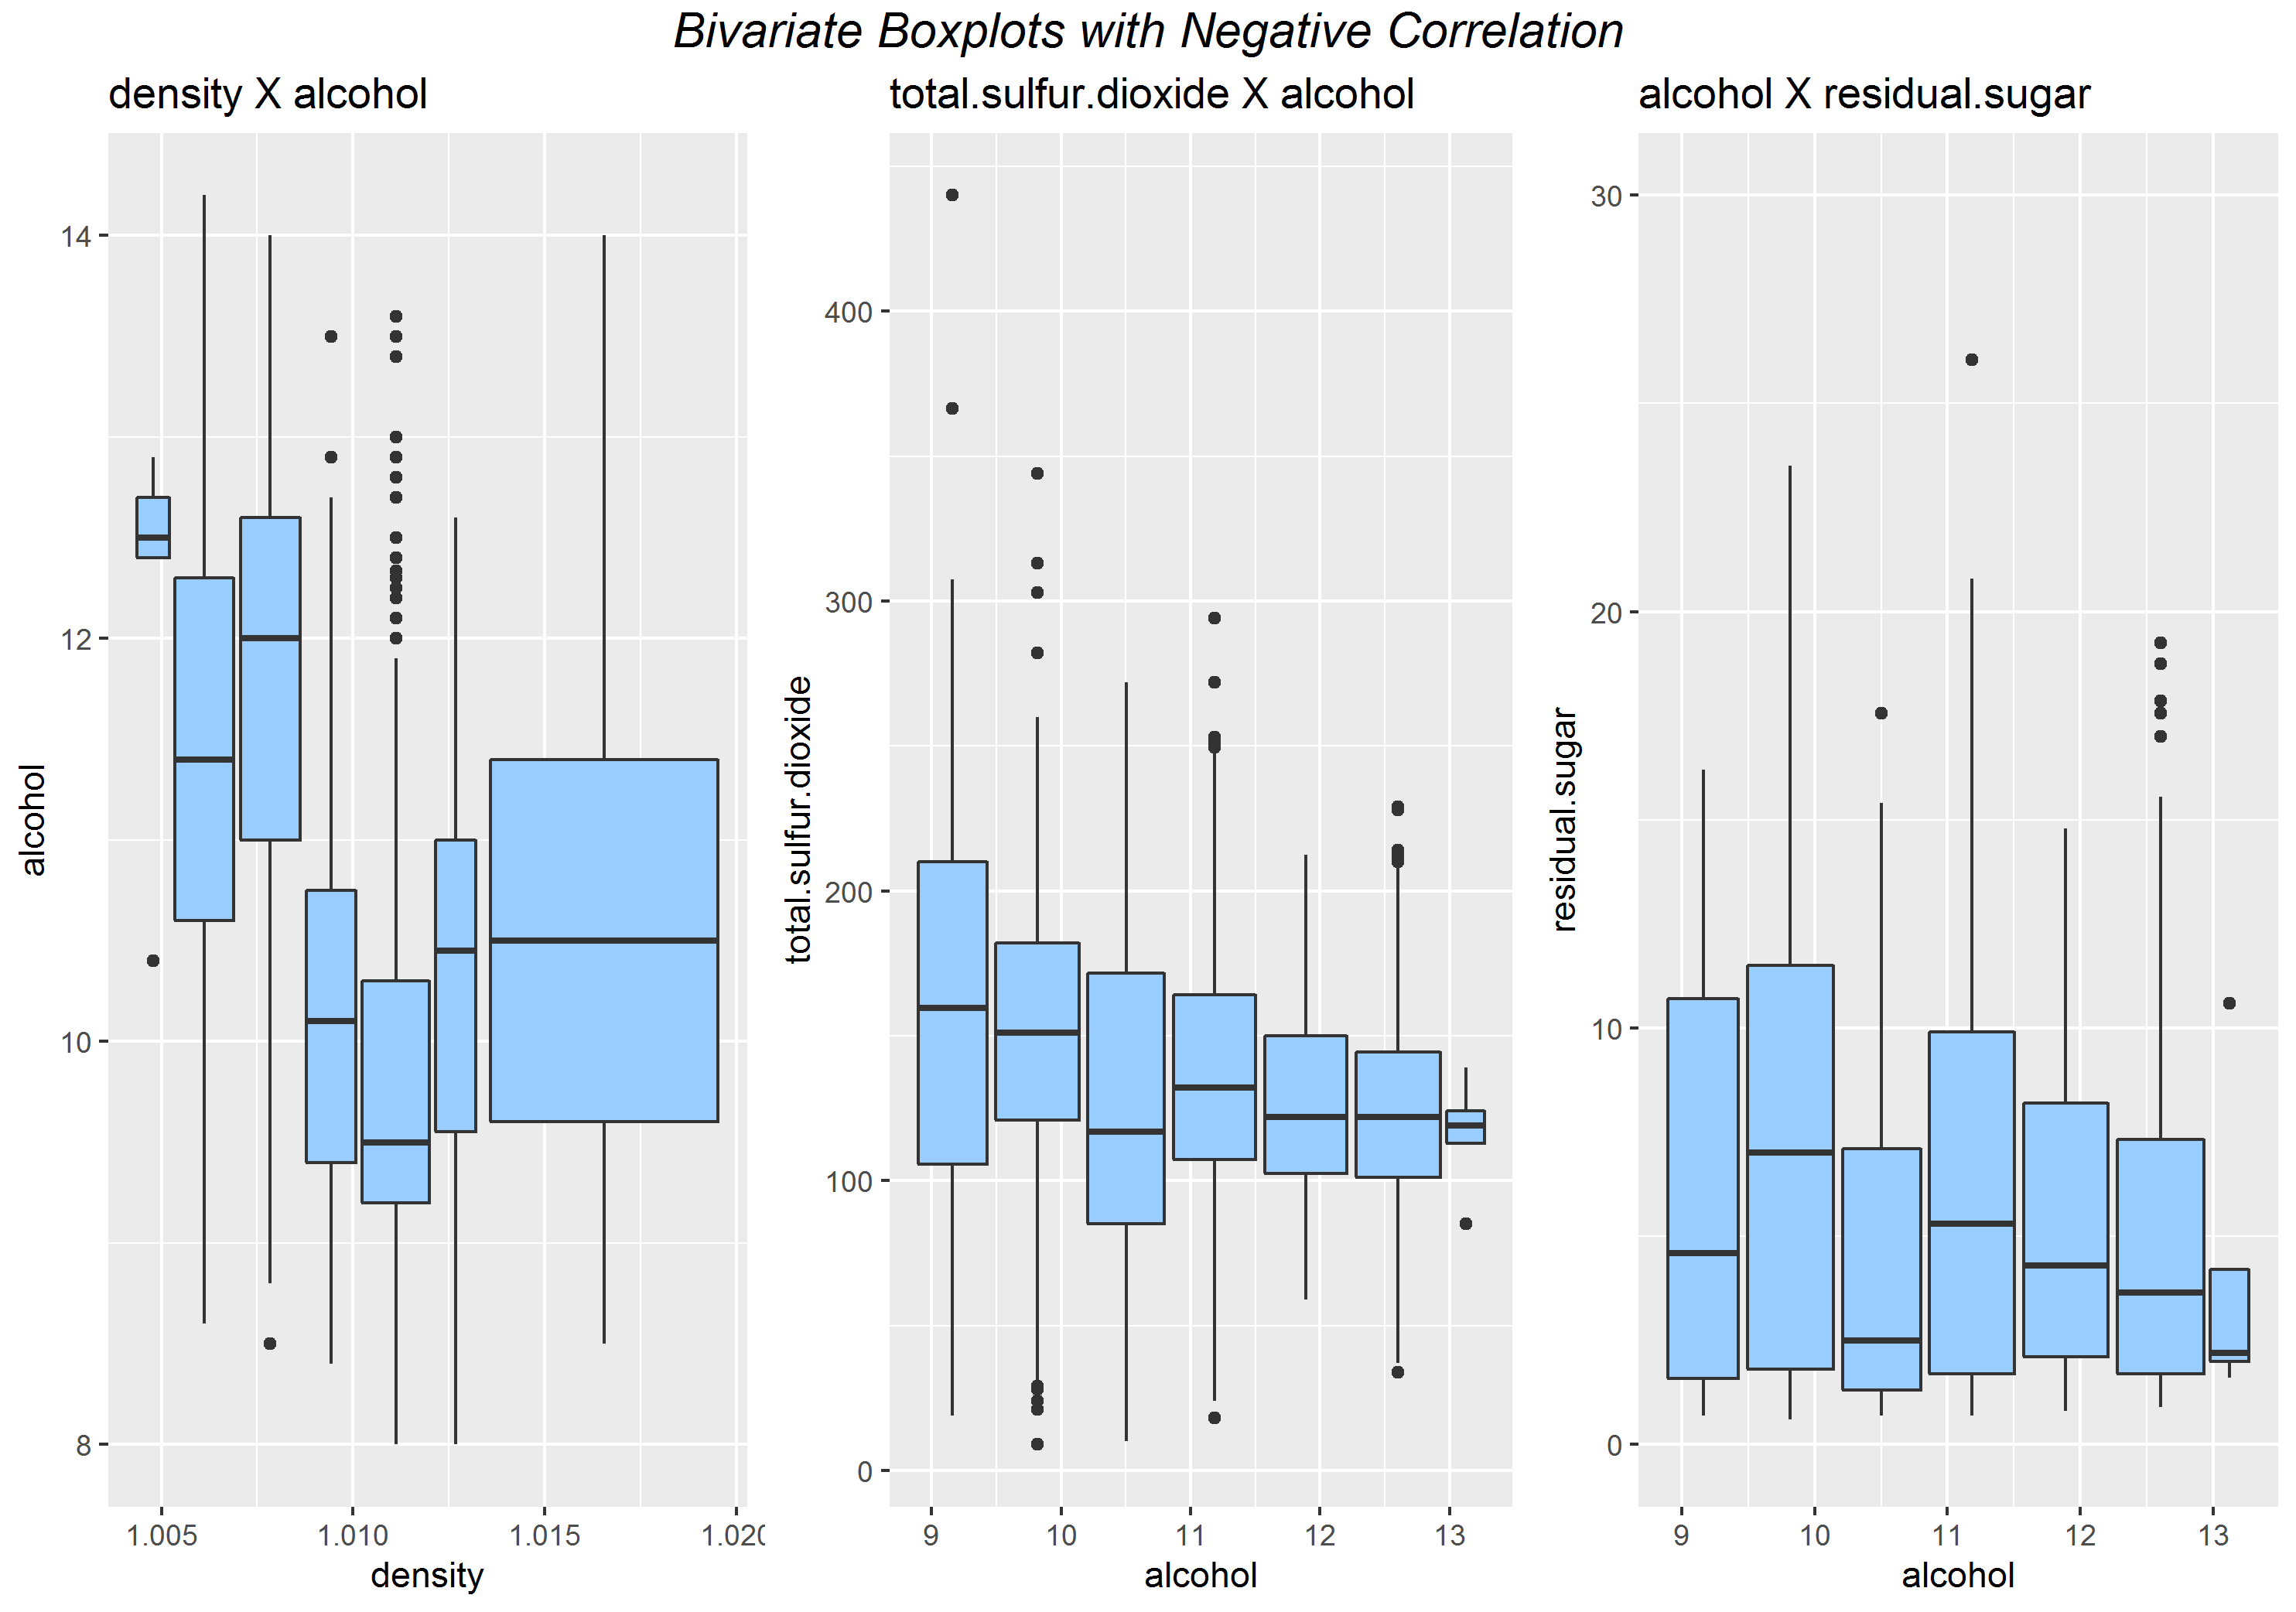 Bivariate Boxplots with Negative Correlation
density X alcohol
total.sulfur.dioxide X alcohol
alcohol X residual.sugar
alcohol
14
12
10
8
1.005 1.010 1.015 1.020
density
total.sulfur.dioxide
400
300
200
100
0
9 10 11 12 13
alcohol
residual.sugar
30
20
10
0
9 10 11 12 13
alcohol